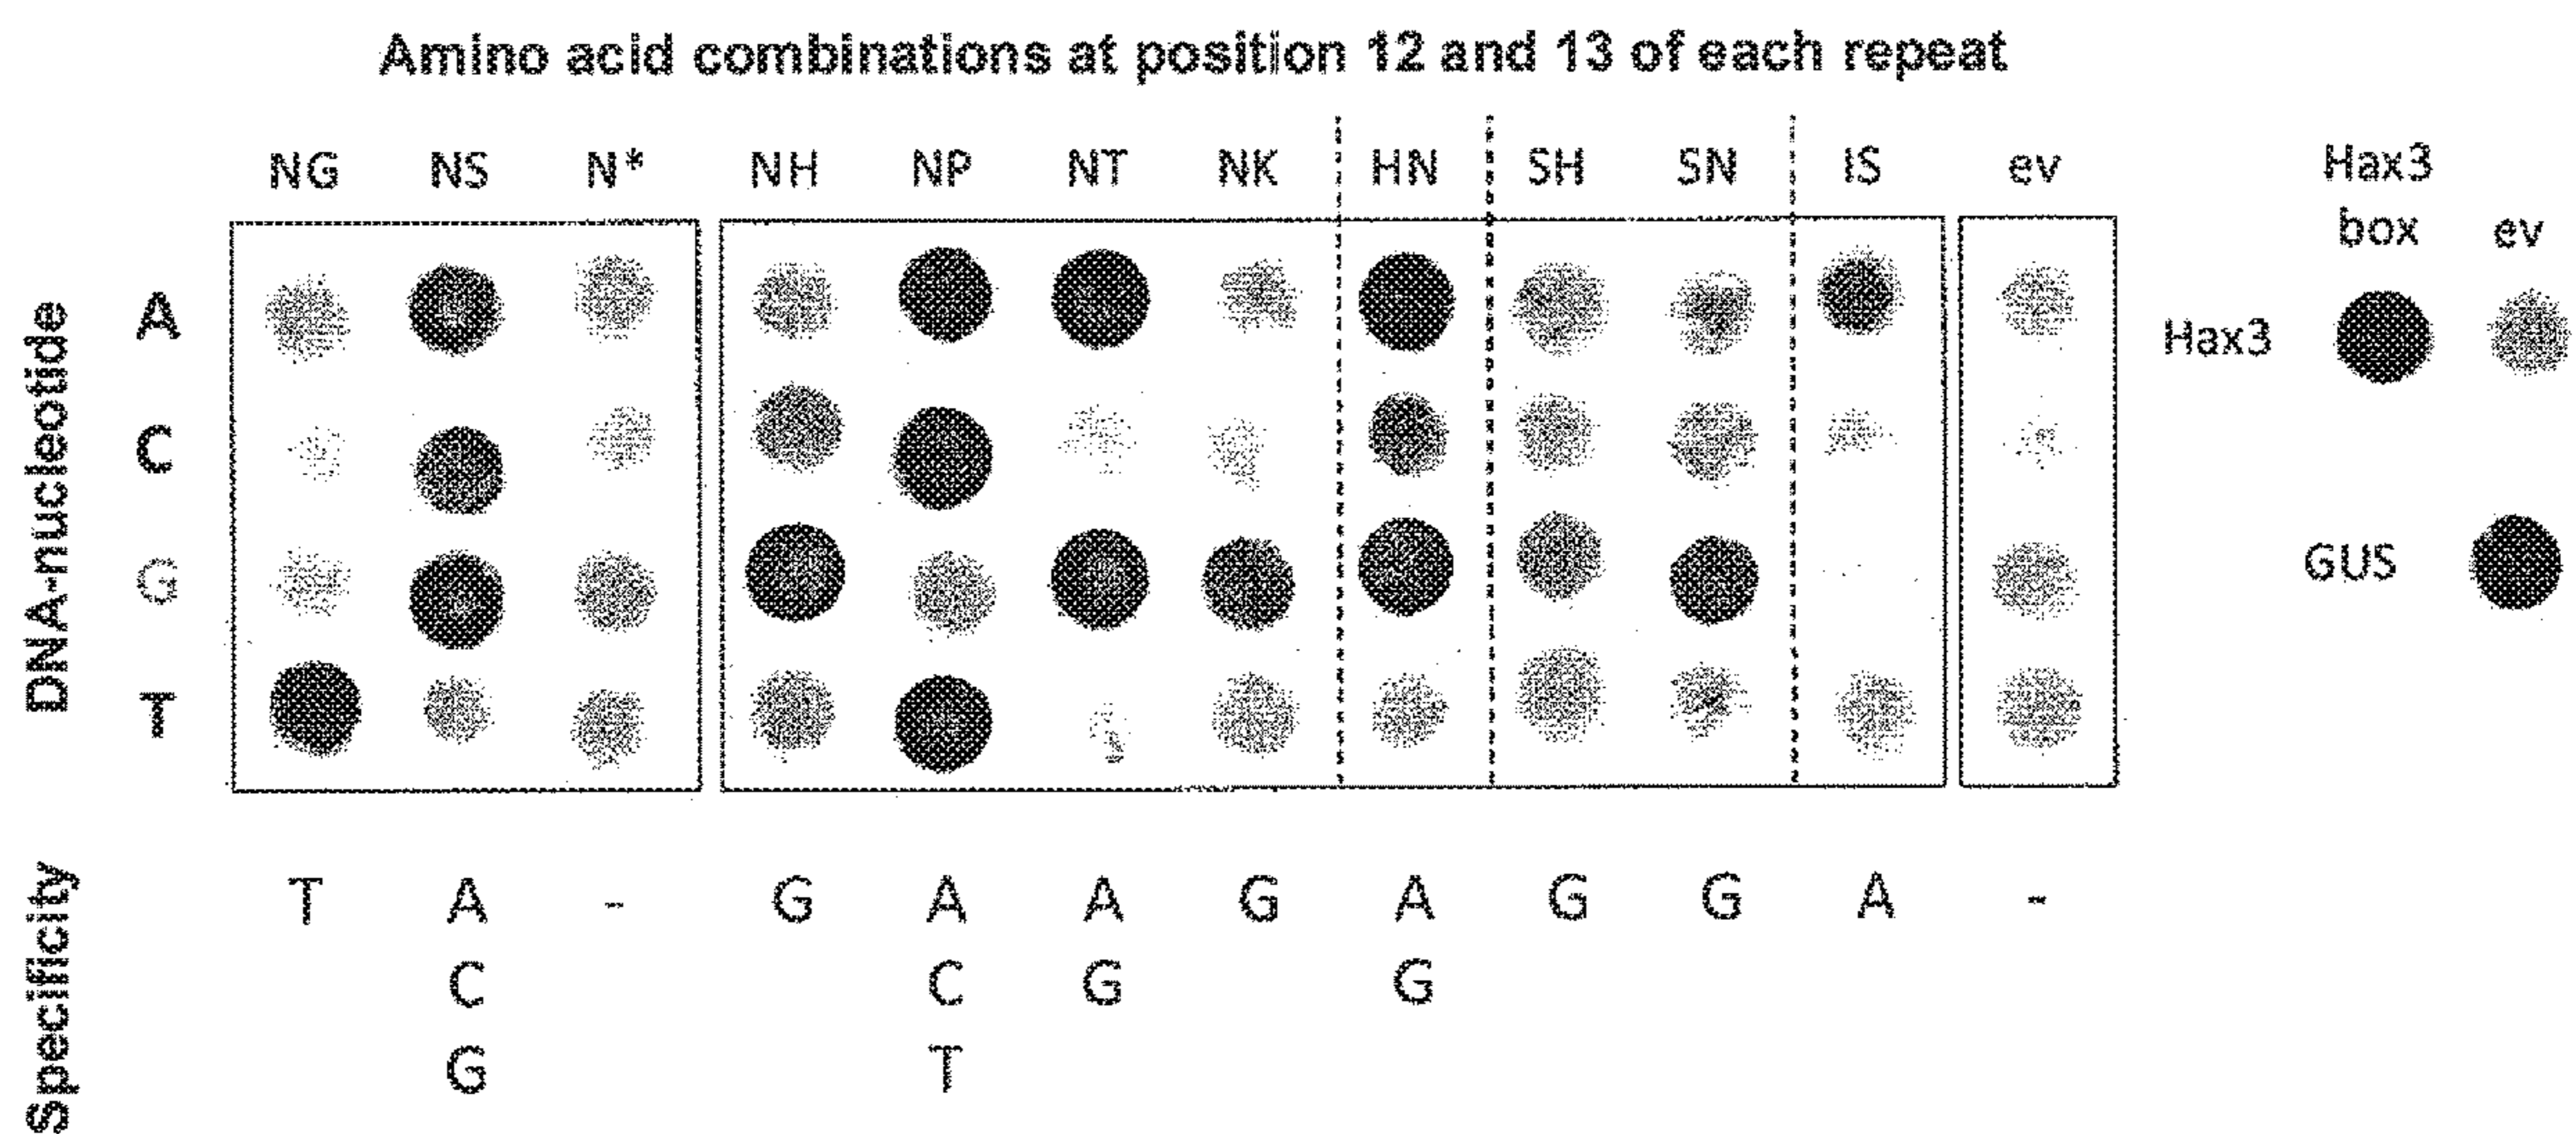 Amino acid combinations at position 12 and 13 of each repeat
NG NS N* NH NP NT NK HN SH SN IS ev
Hax3
box ev
DNA-nucleotide
A
C
G
T
Hax3
GUS
Specificity
T A - G A A G A G G A -
C C G G
G T